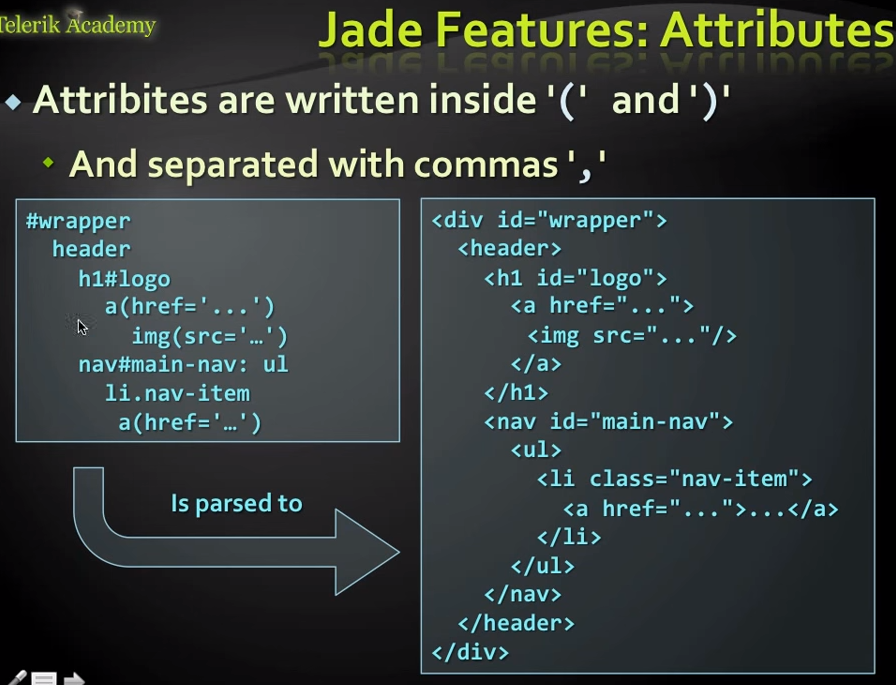 Telerik Academy
Jade Features: Attributes
Attribites are written inside '(' and ')'
And separated with commas ','
#wrapper
  header
    h1#logo
      a(href='...')
        img(src='…')
    nav#main-nav: ul
      li.nav-item
       a(href='…')
Is parsed to
<div id="wrapper">
  <header>
    <h1 id="logo">
      <a href="...">
       <img src="..."/>
      </a>
    </h1>
    <nav id="main-nav">
      <ul>
        <li class="nav-item">
          <a href="...">...</a>
        </li>
      </ul>
    </nav>
  </header>
</div>